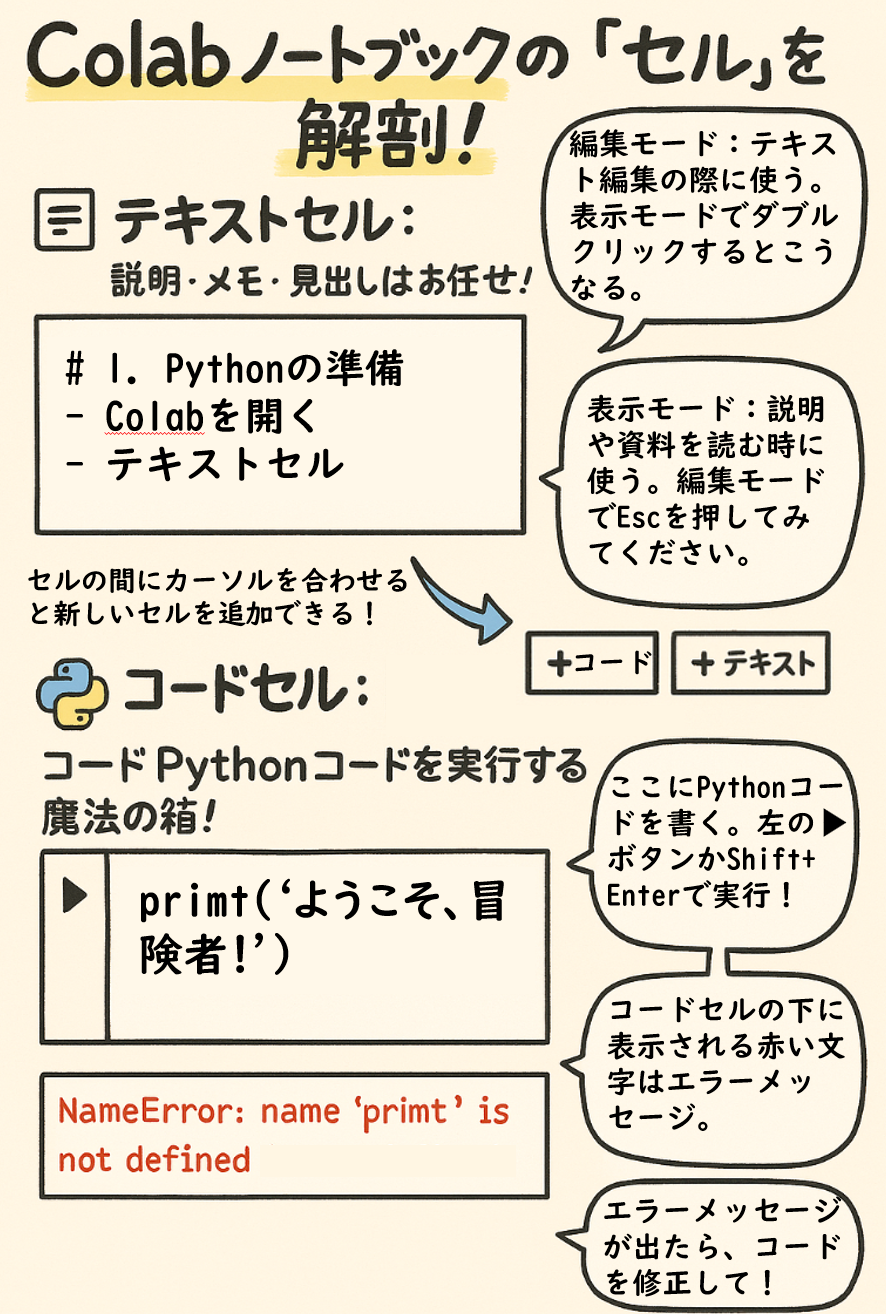 Colabノートブックの「セル」を
解剖!
編集モード：テキス
ト編集の際に使う。
表示モードでダブル
クリックするとこう
なる。
テキストセル:
説明・メモ・見出しはお任せ!
# 1. Pythonの準備
- Colabを開く
- テキストセル
表示モード：説明
や資料を読む時に
使う。編集モード
でEscを押してみ
てください。
セルの間にカーソルを合わせる
と新しいセルを追加できる！
+コード
+ テキスト
コードセル:
コードPythonコードを実行する
魔法の箱!
ここにPythonコー
ドを書く。左の▶
ボタンかShift+
Enterで実行！
▶
primt(‘ようこそ、冒
険者!’)
コードセルの下に
表示される赤い文
字はエラーメッ
セージ。
NameError: name ‘primt’ is
not defined
エラーメッセージ
が出たら、コード
を修正して！